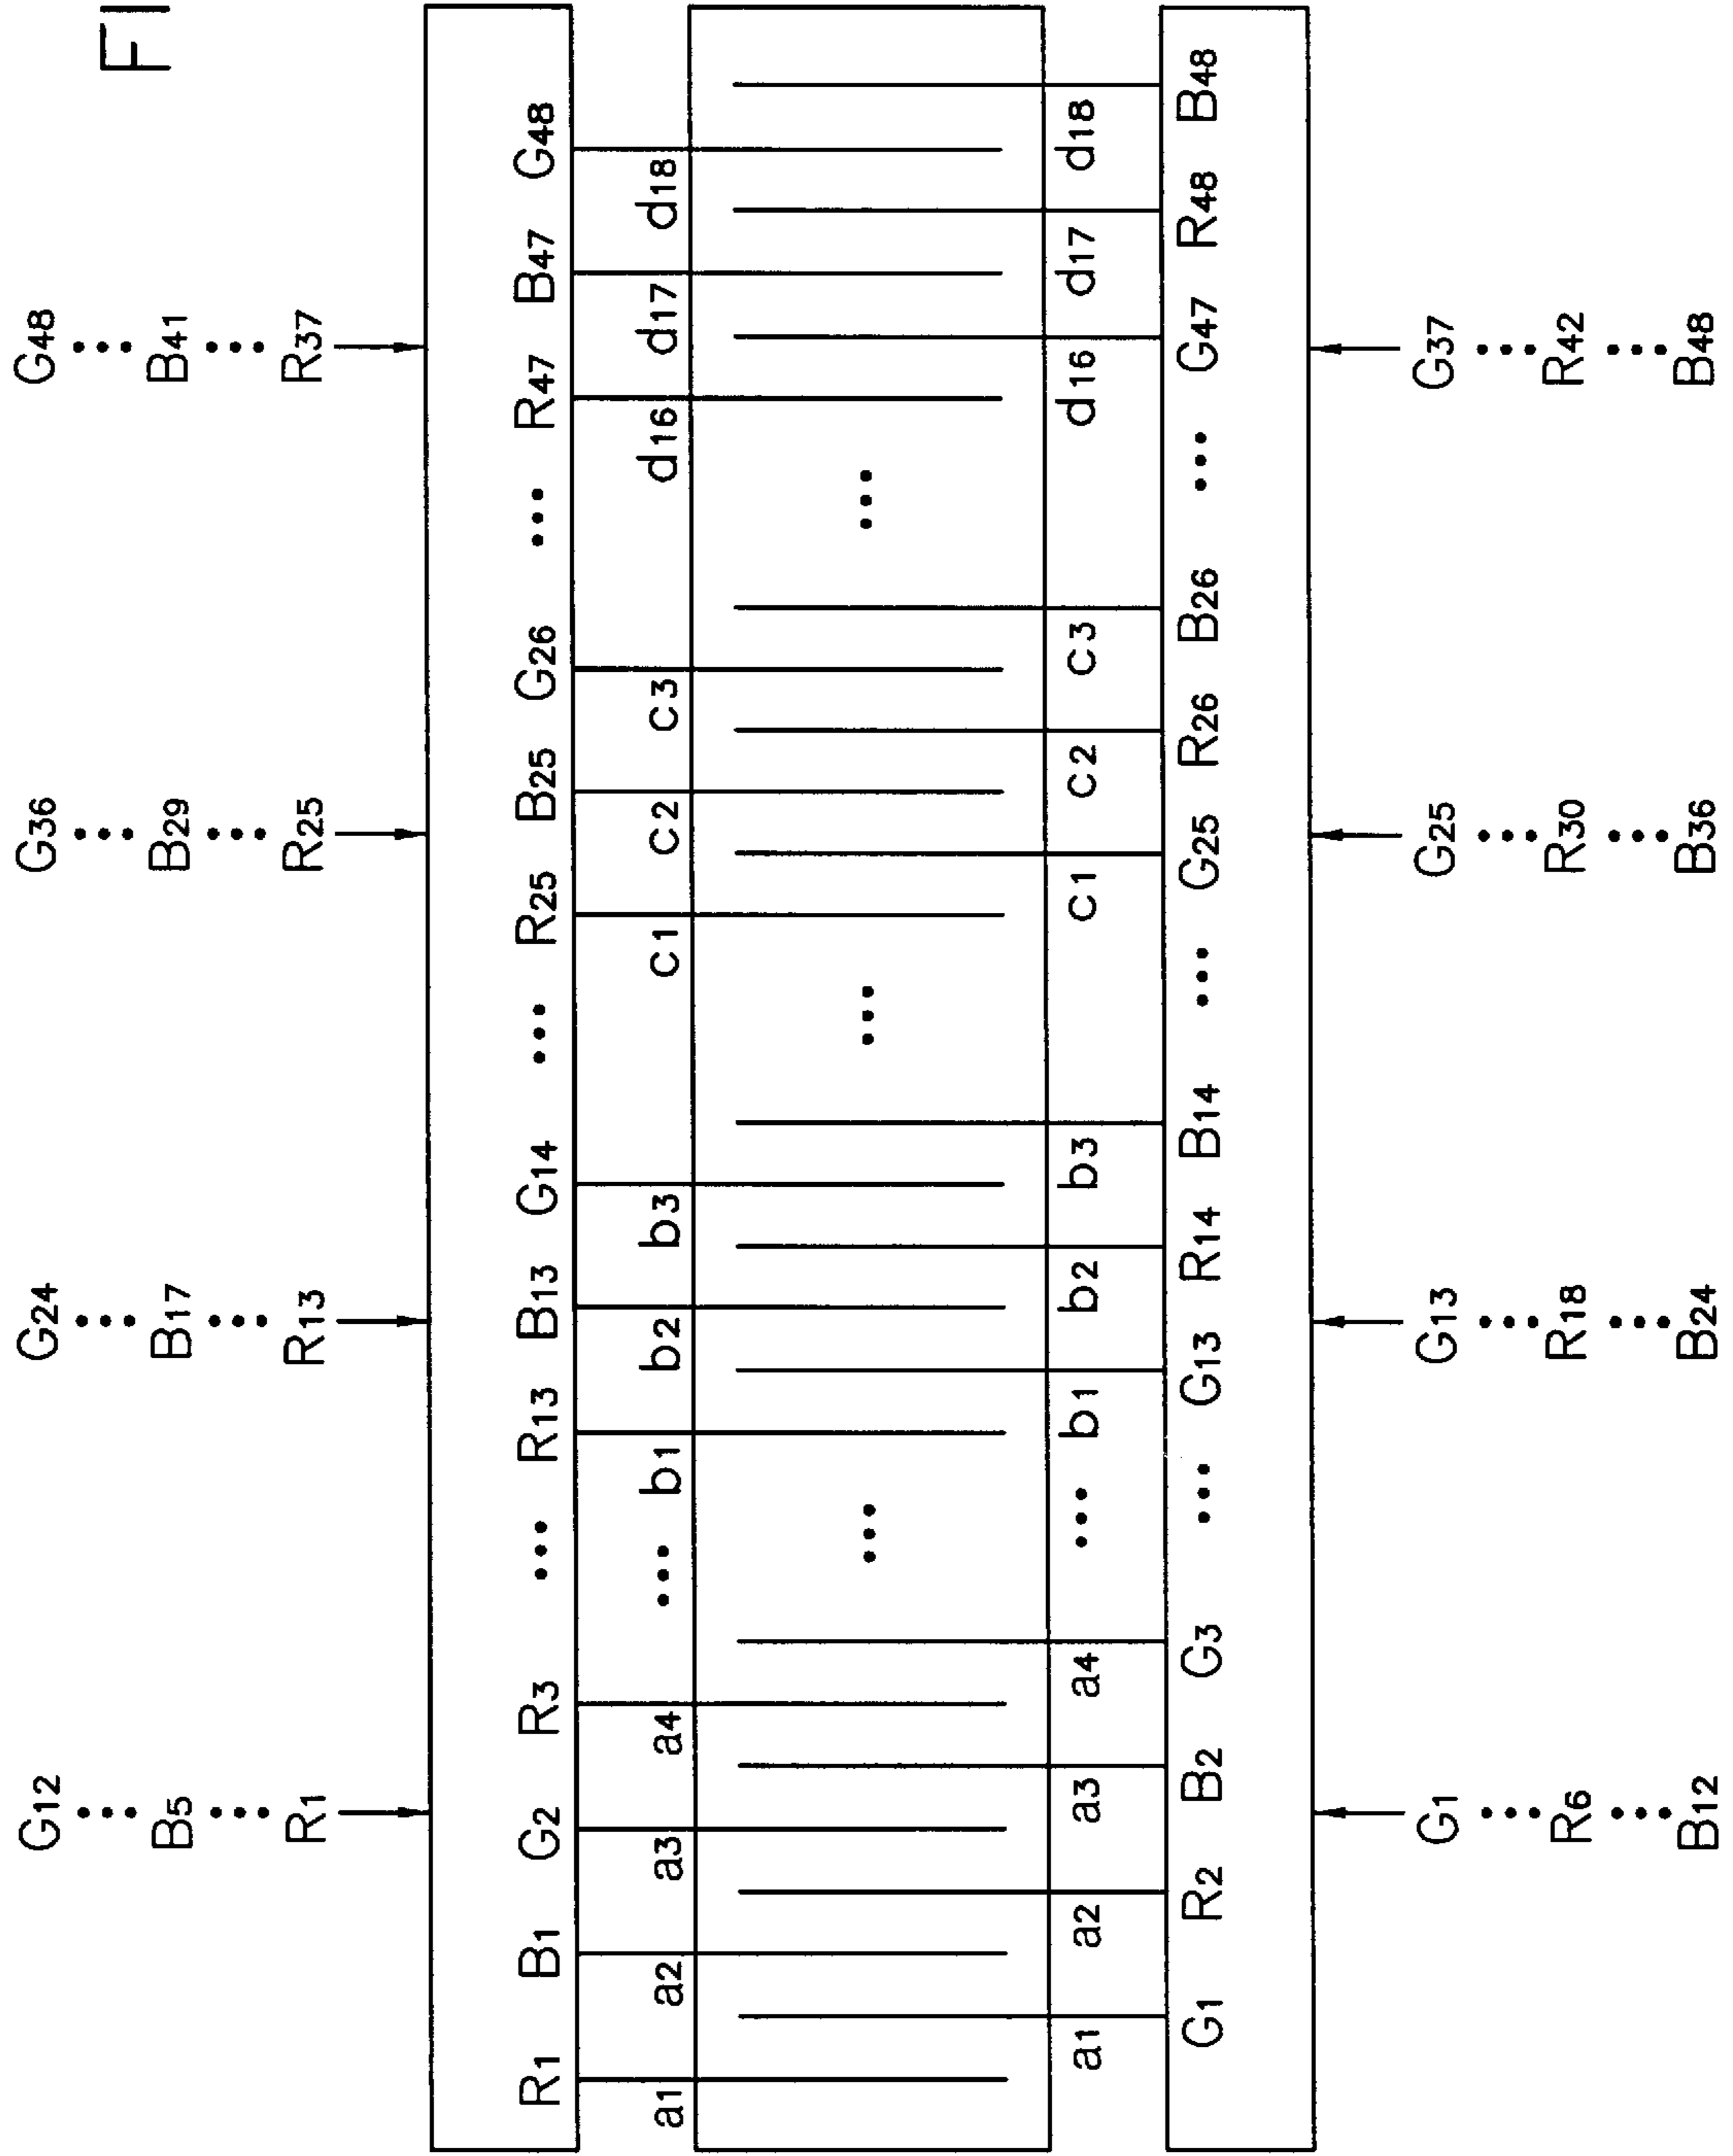 FI
G12 G24 G36 G48
B5 B17 B29 B41
R1 R13 R25 R37
R1 B1 G2 R3 ... R13 B13 G14 ... R25 B25 G26 ... R47 B47 G48
a1 a2 a3 a4 ... b1 b2 b3 c1 c2 c3 d16 d17 d18
... ... ...
a1 a2 a3 a4 ... b1 b2 b3 c1 c2 c3 d16 d17 d18
G1 R2 B2 G3 ... G13 R14 B14 ... G25 R26 B26 ... G47 R48 B48
G1 G13 G25 G37
R6 R18 R30 R42
B12 B24 B36 B48